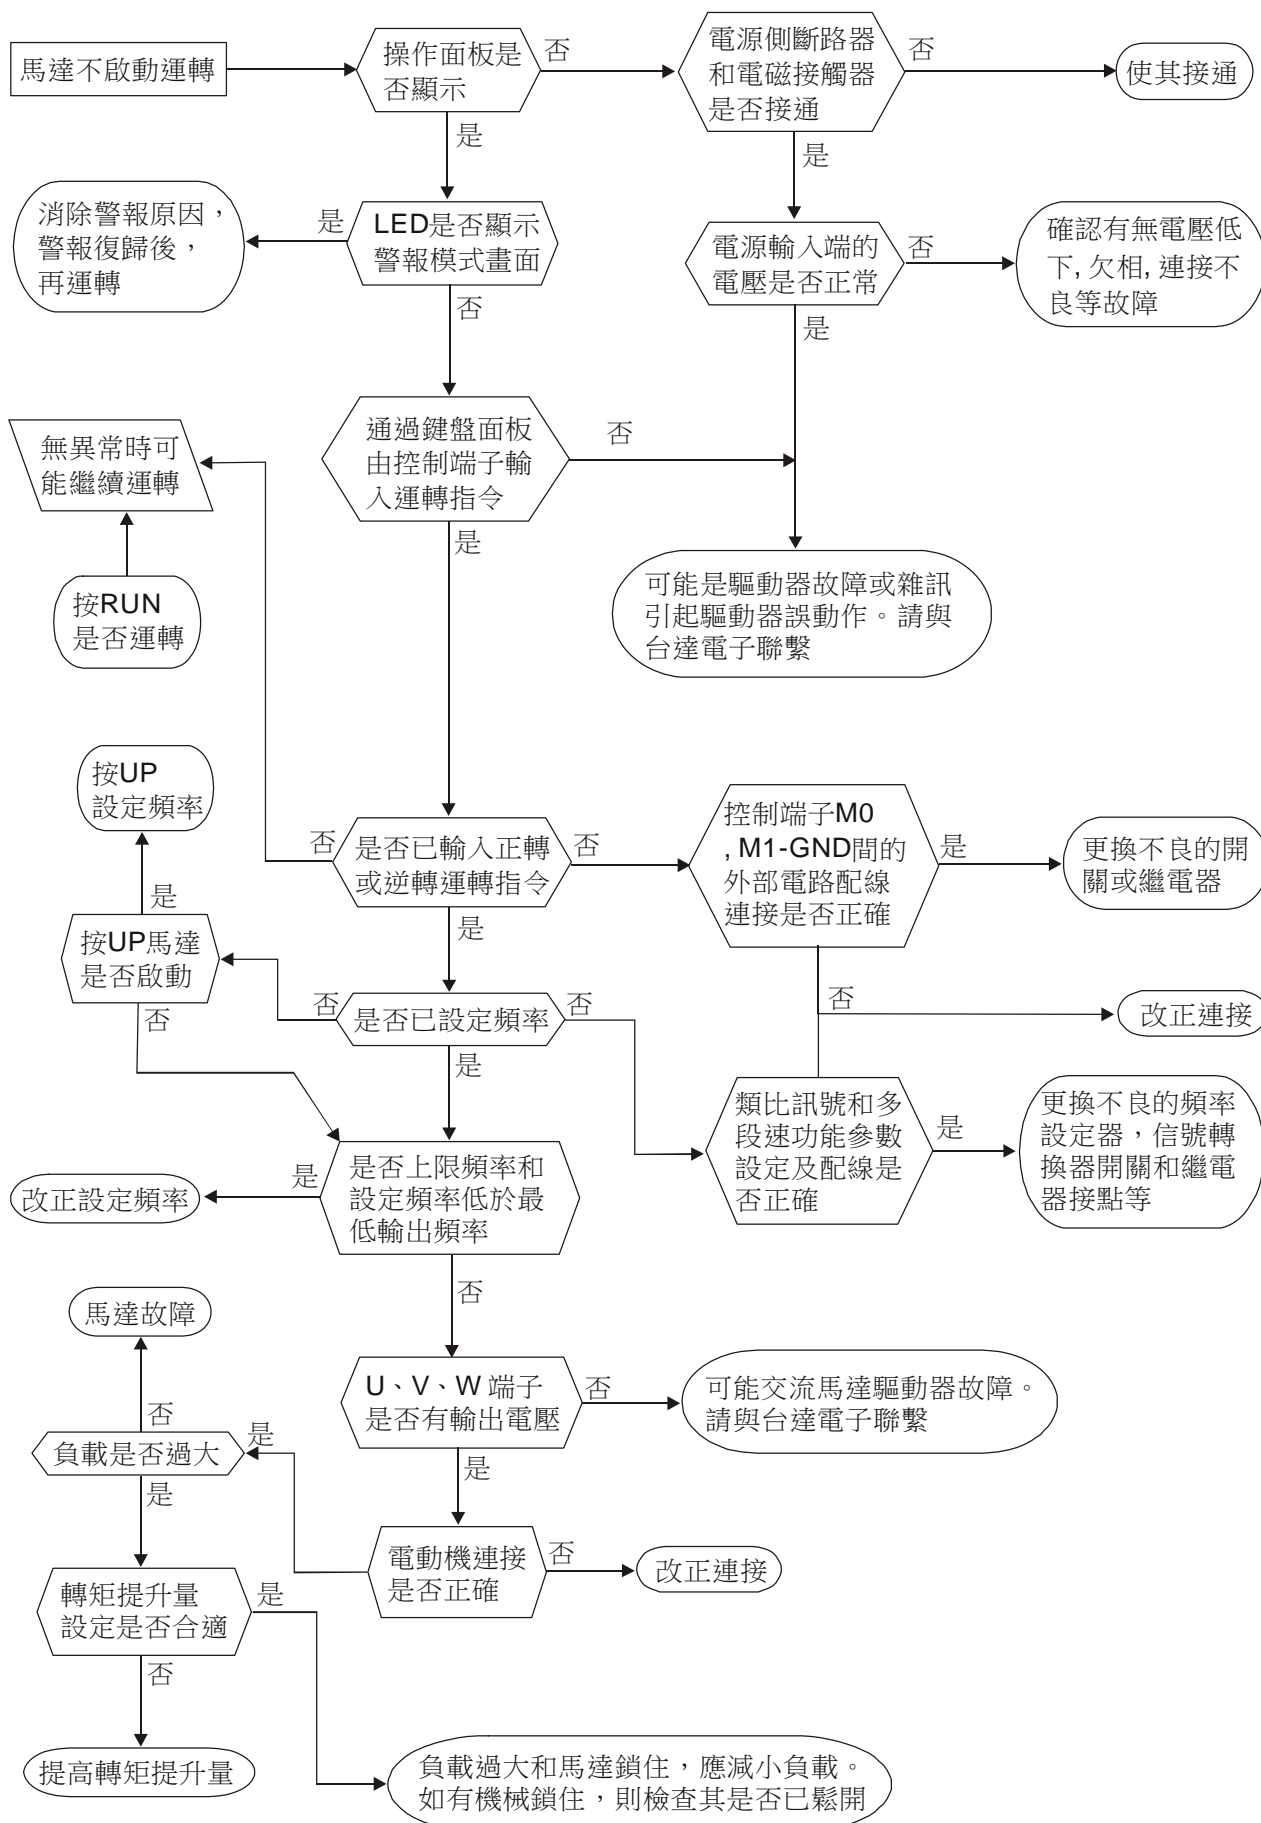 馬達不啟動運轉
操作面板是
否顯示
否
電源側斷路器
和電磁接觸器
是否接通
否
使其接通
是
是
消除警報原因，
警報復歸後，
再運轉
是
LED是否顯示
警報模式畫面
電源輸入端的
電壓是否正常
否
確認有無電壓低
下, 欠相, 連接不
良等故障
否
是
無異常時可
能繼續運轉
通過鍵盤面板
由控制端子輸
入運轉指令
否
是
按RUN
是否運轉
可能是驅動器故障或雜訊
引起驅動器誤動作。請與
台達電子聯繫
按UP
設定頻率
否
是否已輸入正轉
或逆轉運轉指令
否
控制端子M0
, M1-GND間的
外部電路配線
連接是否正確
是
更換不良的開
關或繼電器
是
是
按UP馬達
是否啟動
否
否
是否已設定頻率
否
否
改正連接
是
類比訊號和多
段速功能參數
設定及配線是
否正確
是
更換不良的頻率
設定器，信號轉
換器開關和繼電
器接點等
改正設定頻率
是
是否上限頻率和
設定頻率低於最
低輸出頻率
否
馬達故障
U、V、W 端子
是否有輸出電壓
否
可能交流馬達驅動器故障。
請與台達電子聯繫
否
負載是否過大
是
是
是
電動機連接
是否正確
否
改正連接
轉矩提升量
設定是否合適
是
否
提高轉矩提升量
負載過大和馬達鎖住，應減小負載。
如有機械鎖住，則檢查其是否已鬆開